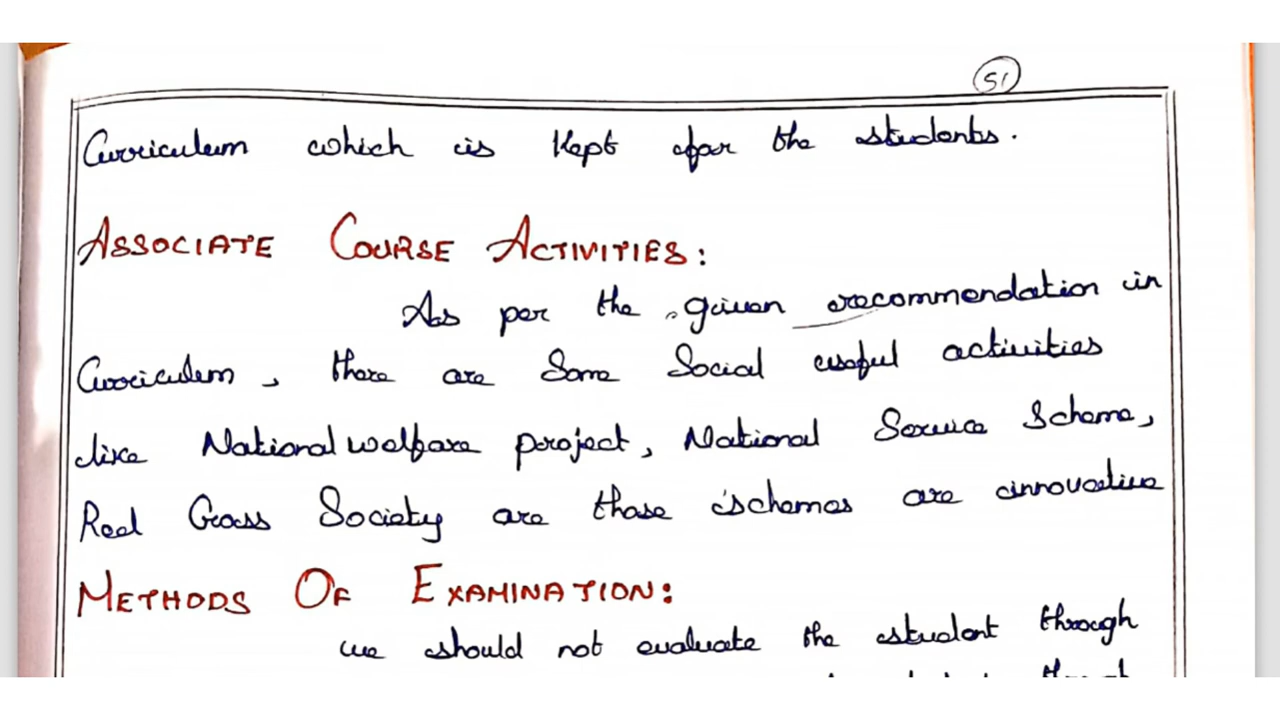 51
Curriculum which is kept for the students.
ASSOCIATE COURSE ACTIVITIES:
As per the given recommendation in
Curriculum, there are Some Social useful activities
like National welfare project, National Service Scheme,
Red Cross Society are those schemes are innovative
METHODS OF EXAMINATION:
we should not evaluate the student through